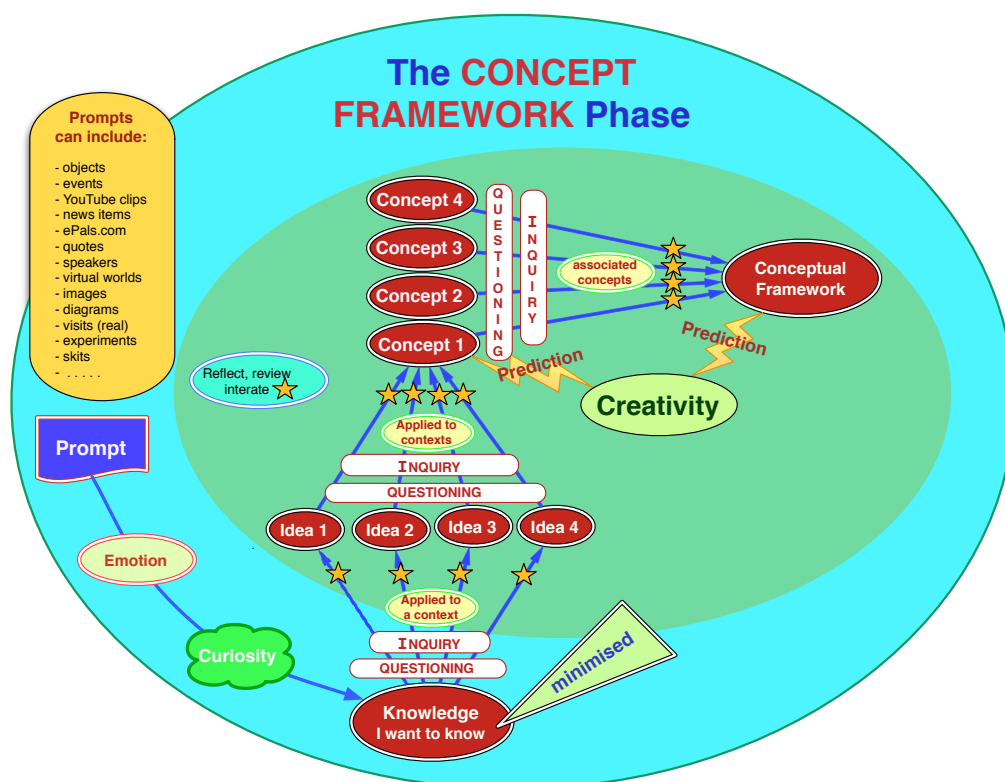 The CONCEPT
FRAMEWORK Phase
Prompts
can include:
- objects
- events
- YouTube clips
- news items
- ePals.com
- quotes
- speakers
- virtual worlds
- images
- diagrams
- visits (real)
- experiments
- skits
- . . . . .
Concept 4
Concept 3
Concept 2
Concept 1
QUESTIONING
INQUIRY
associated
concepts
Conceptual
Framework
Prediction
Prediction
Creativity
Reflect, review
interate
Applied to
contexts
INQUIRY
QUESTIONING
Idea 1
Idea 2
Idea 3
Idea 4
Prompt
Emotion
Curiosity
Applied to
a context
INQUIRY
QUESTIONING
Knowledge
I want to know
minimised